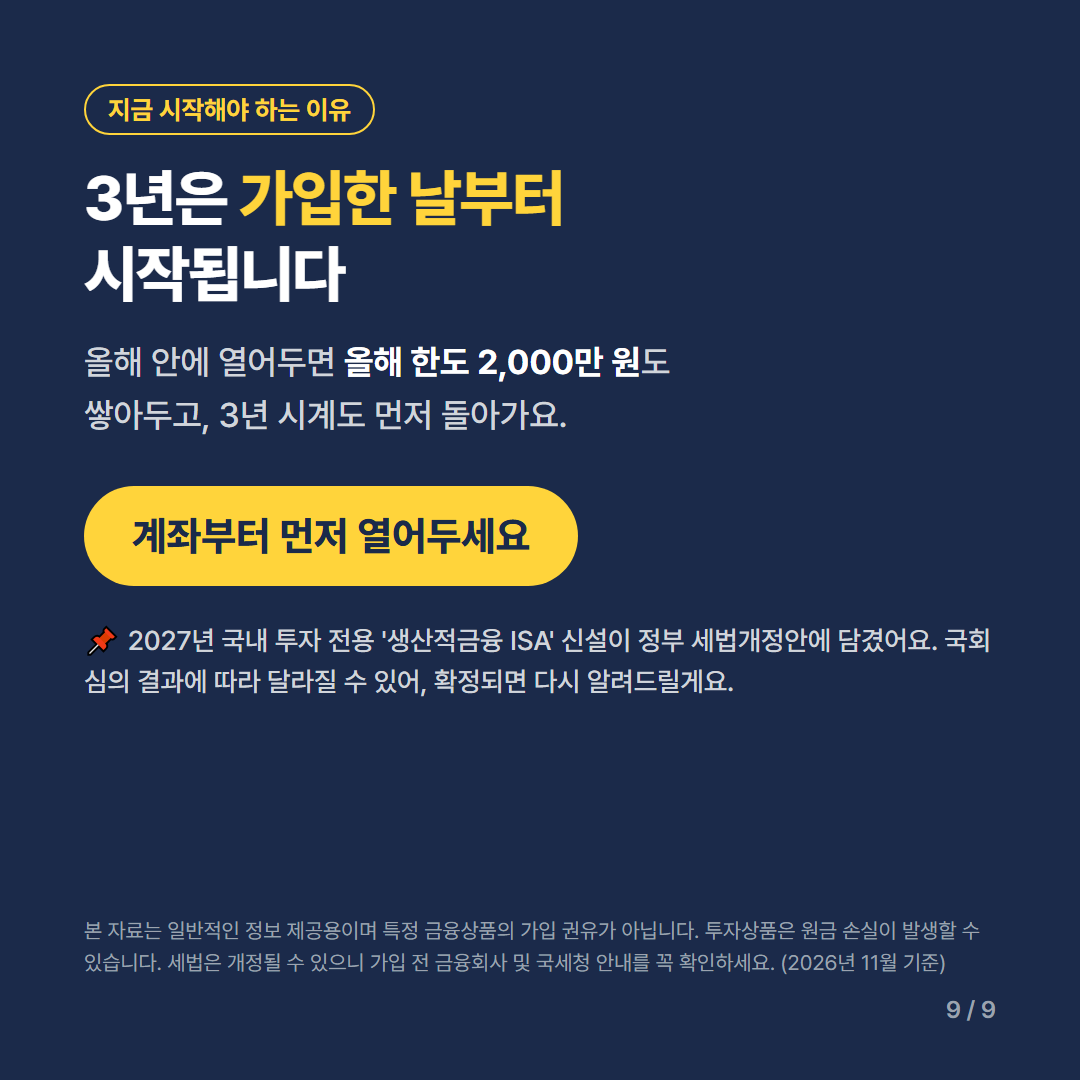 지금 시작해야 하는 이유
3년은 가입한 날부터
시작됩니다
올해 안에 열어두면 올해 한도 2,000만 원도
쌓아두고, 3년 시계도 먼저 돌아가요.
계좌부터 먼저 열어두세요
📌 2027년 국내 투자 전용 '생산적금융 ISA' 신설이 정부 세법개정안에 담겼어요. 국회
심의 결과에 따라 달라질 수 있어, 확정되면 다시 알려드릴게요.
본 자료는 일반적인 정보 제공용이며 특정 금융상품의 가입 권유가 아닙니다. 투자상품은 원금 손실이 발생할 수
있습니다. 세법은 개정될 수 있으니 가입 전 금융회사 및 국세청 안내를 꼭 확인하세요. (2026년 11월 기준)
9 / 9